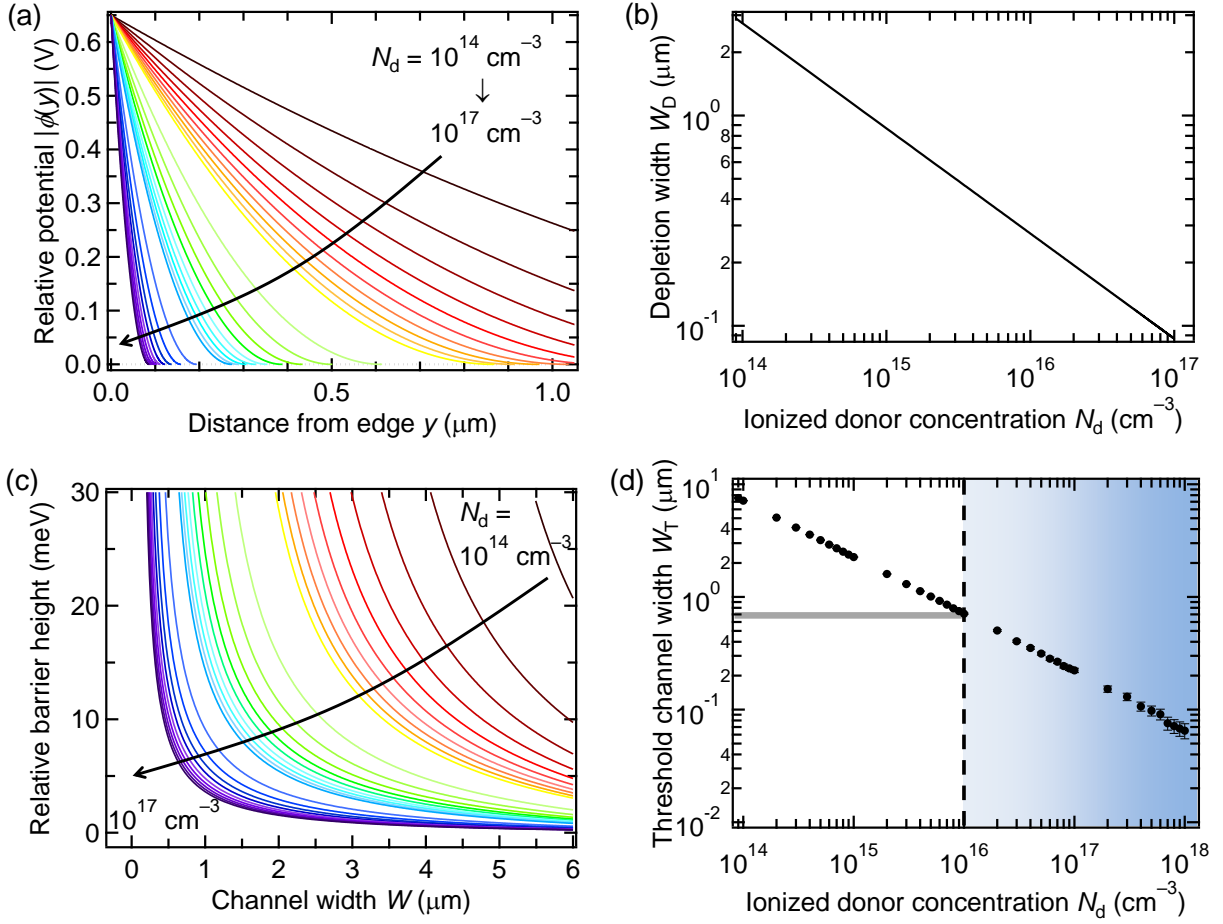 (a)
0.6
0.5
0.4
0.3
0.2
0.1
0.0
Relative potential |ϕ(y)| (V)
N_d = 10^14 cm^−3
↓
10^17 cm^−3
0.0
0.5
1.0
Distance from edge y (μm)
(b)
2
10^0
8
6
4
2
10^−1
Depletion width W_D (μm)
10^14
10^15
10^16
10^17
Ionized donor concentration N_d (cm^−3)
(c)
30
20
10
0
Relative barrier height (meV)
N_d =
10^14 cm^−3
10^17 cm^−3
0
1
2
3
4
5
6
Channel width W (μm)
(d)
10^1
4
2
10^0
4
2
10^−1
4
2
10^−2
Threshold channel width W_T (μm)
10^14
10^15
10^16
10^17
10^18
Ionized donor concentration N_d (cm^−3)